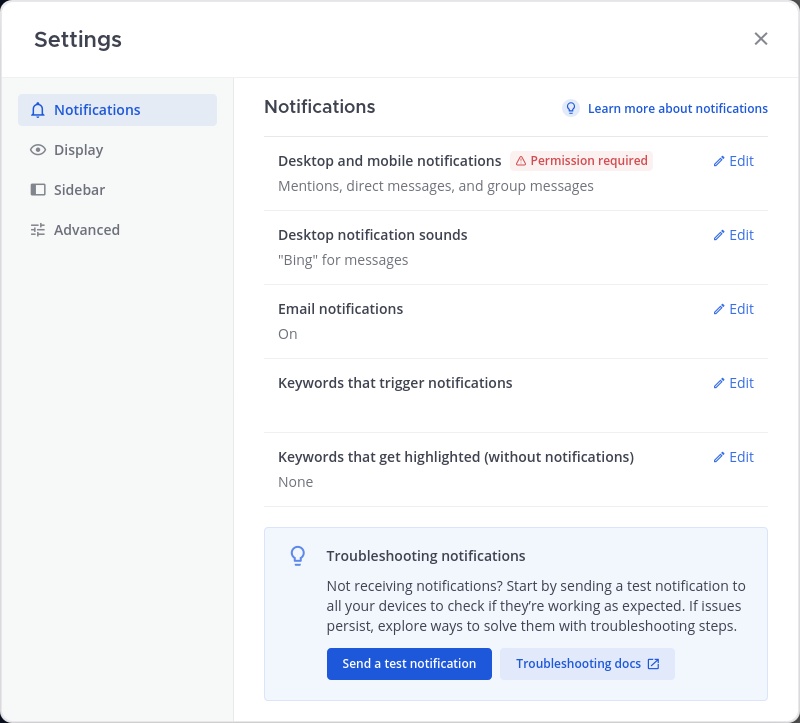 Settings
Notifications
Display
Sidebar
Advanced
Notifications
Learn more about notifications
Desktop and mobile notifications
Permission required
Edit
Mentions, direct messages, and group messages
Desktop notification sounds
Edit
"Bing" for messages
Email notifications
Edit
On
Keywords that trigger notifications
Edit
Keywords that get highlighted (without notifications)
Edit
None
Troubleshooting notifications
Not receiving notifications? Start by sending a test notification to
all your devices to check if they’re working as expected. If issues
persist, explore ways to solve them with troubleshooting steps.
Send a test notification
Troubleshooting docs